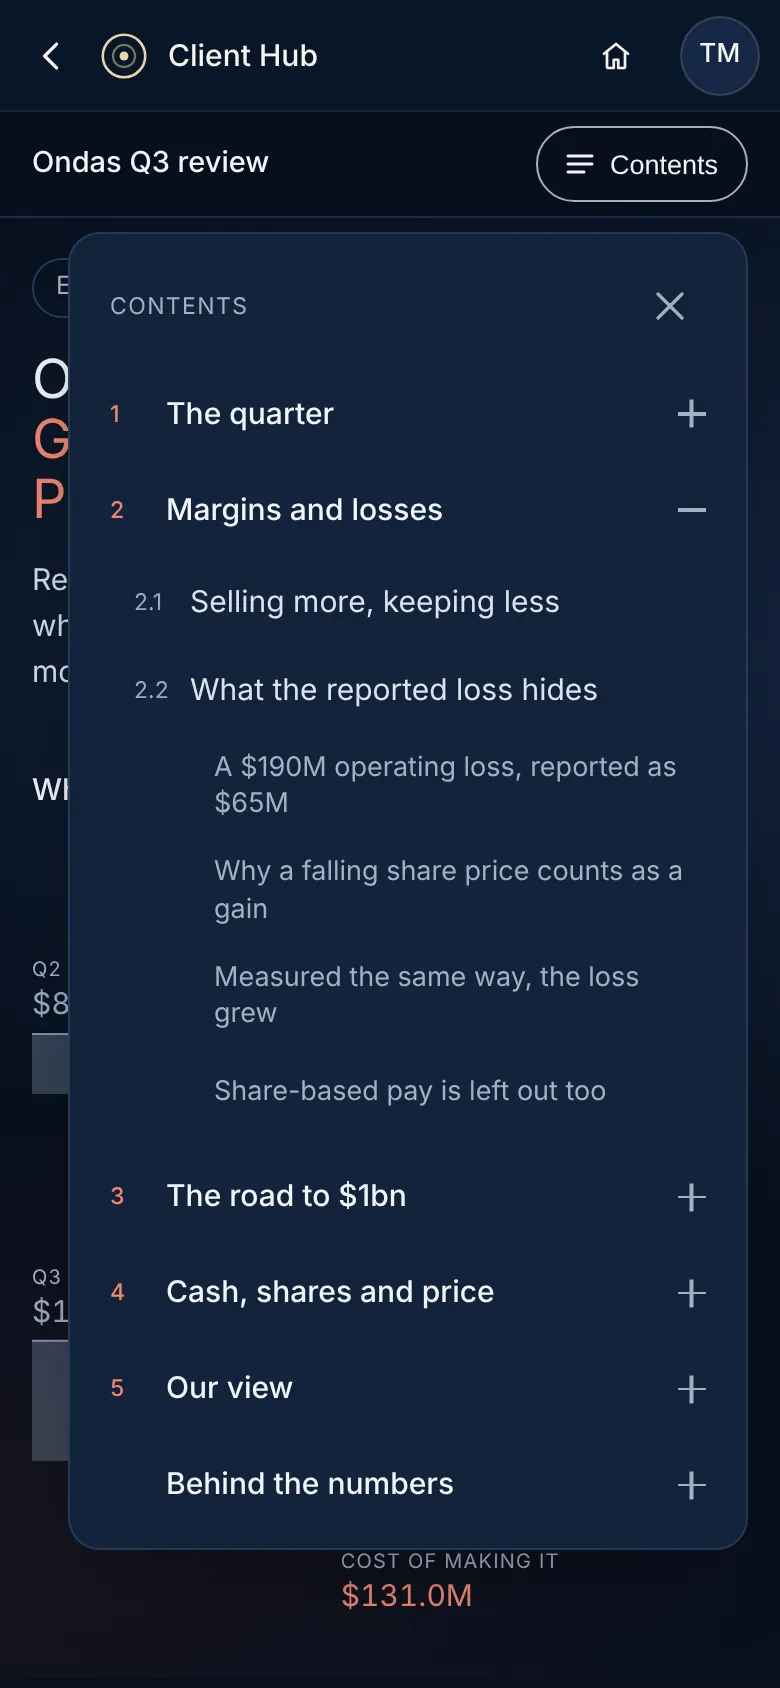 Client Hub
TM
Ondas Q3 review
Contents
CONTENTS
1 The quarter
2 Margins and losses
2.1 Selling more, keeping less
2.2 What the reported loss hides
A $190M operating loss, reported as
$65M
Why a falling share price counts as a
gain
Measured the same way, the loss
grew
Share-based pay is left out too
3 The road to $1bn
4 Cash, shares and price
5 Our view
Behind the numbers
Q2
Q3
COST OF MAKING IT
$131.0M